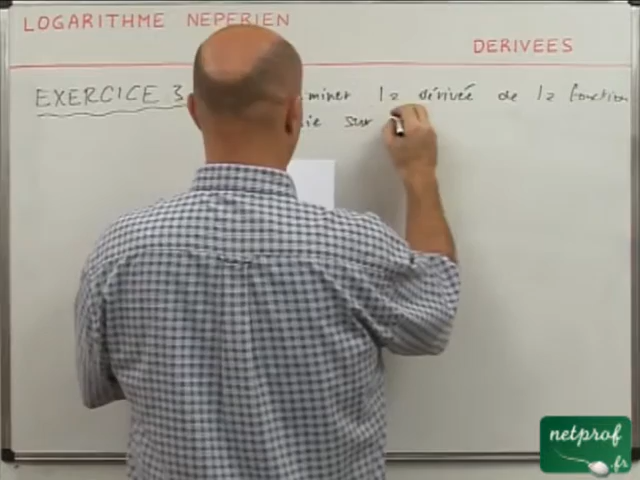 LOGARITHME NEPERIEN
DERIVEES
EXERCICE 3 miner la dérivée de la fonction
ie sur
netprof
.fr